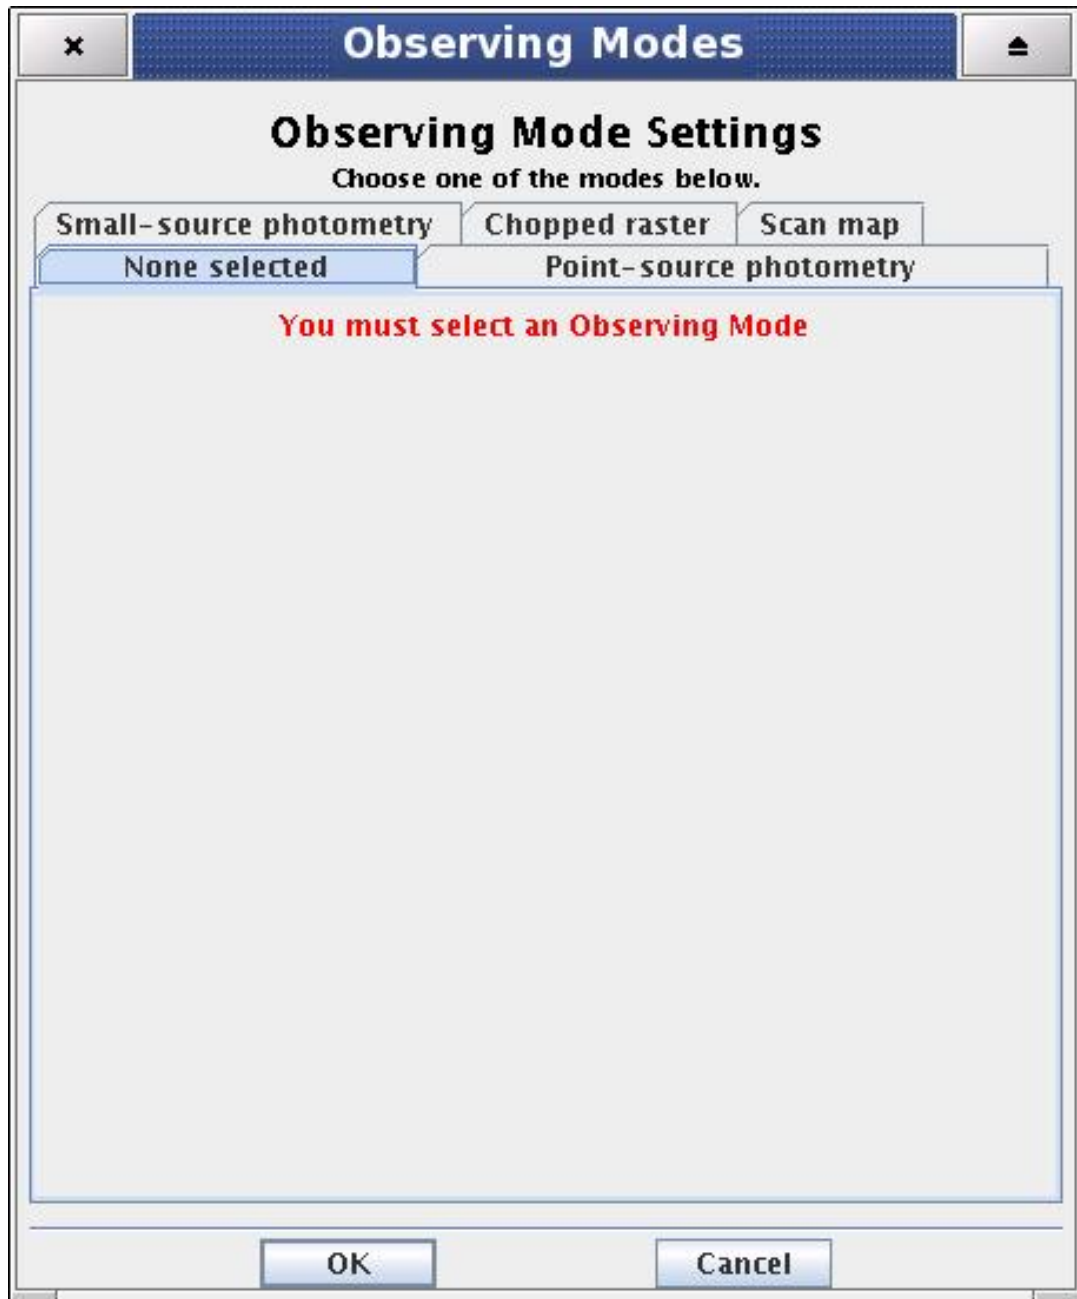 Observing Modes
Observing Mode Settings
Choose one of the modes below.
Small-source photometry Chopped raster Scan map
None selected Point-source photometry
You must select an Observing Mode
OK Cancel